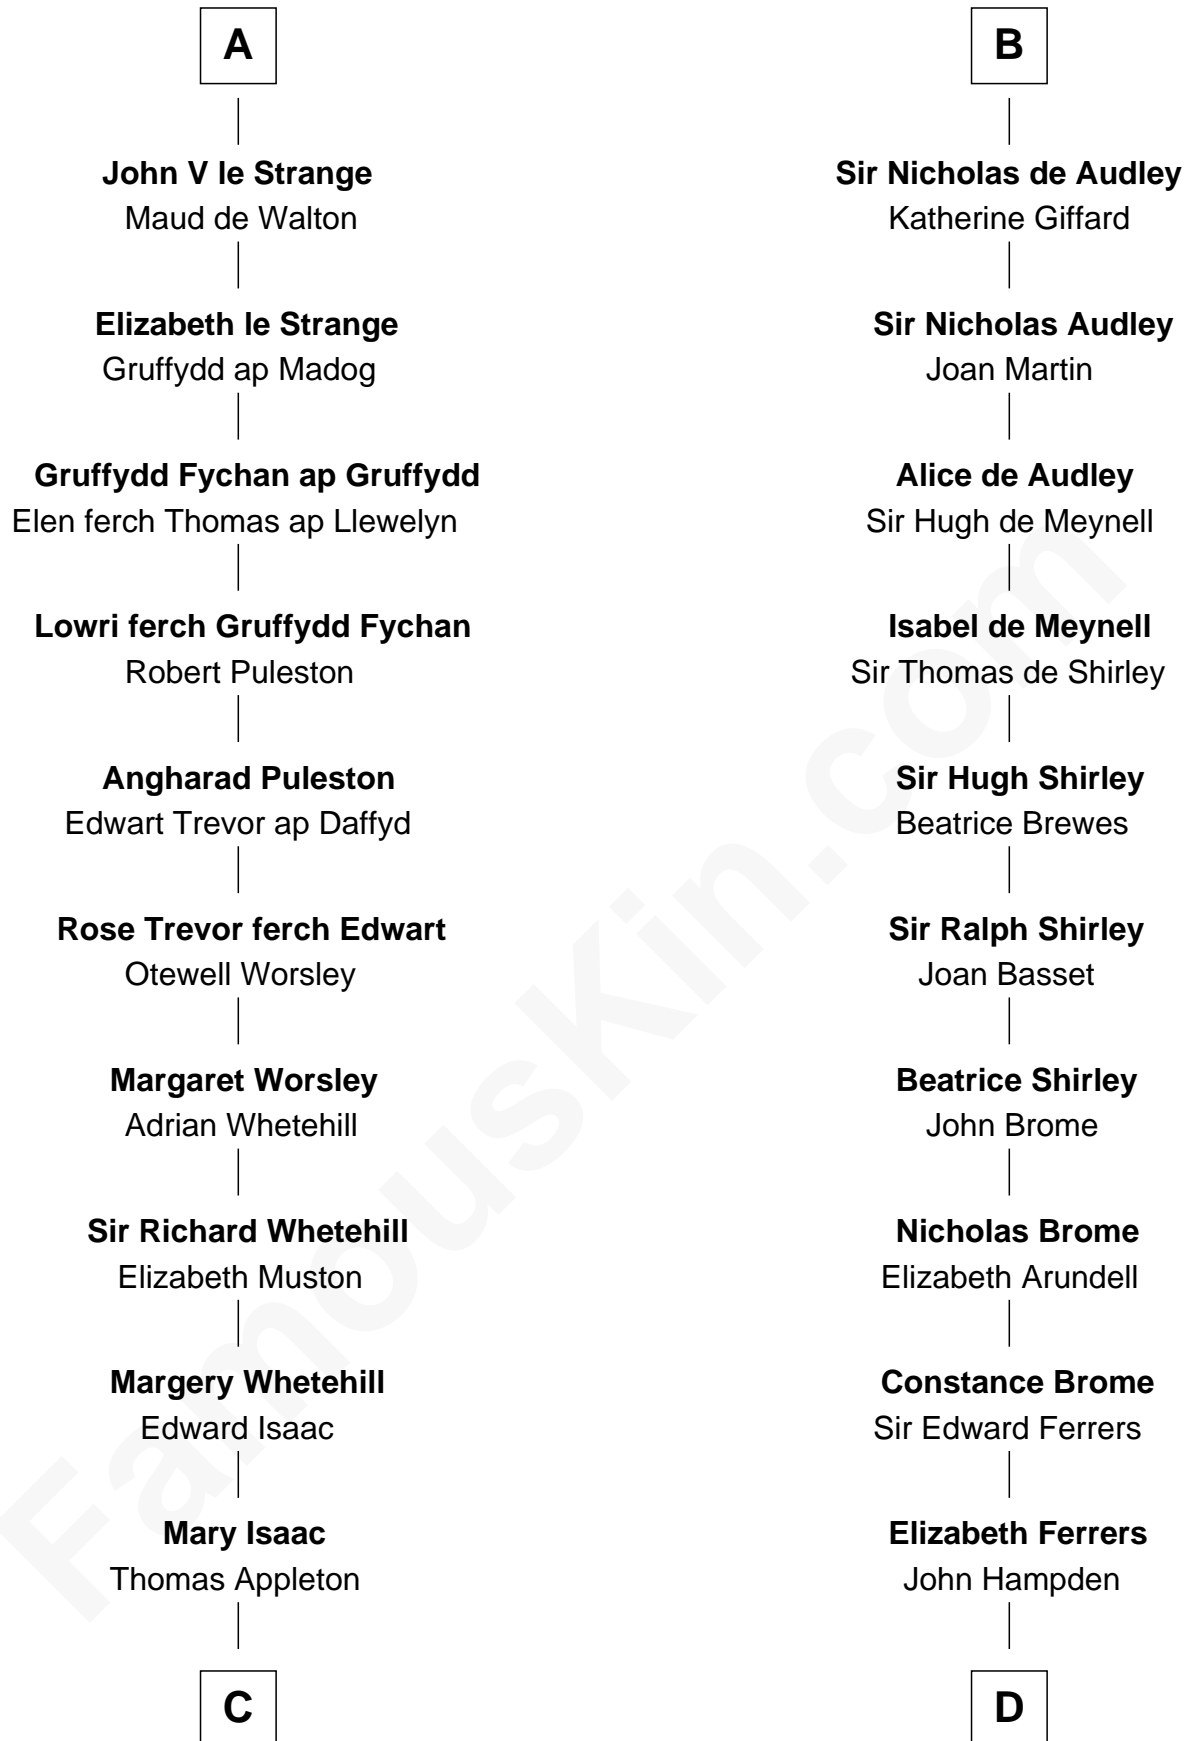 A
John V le Strange
Maud de Walton
Elizabeth le Strange
Gruffydd ap Madog
Gruffydd Fychan ap Gruffydd
Elen ferch Thomas ap Llewelyn
Lowri ferch Gruffydd Fychan
Robert Puleston
Angharad Puleston
Edwart Trevor ap Daffyd
Rose Trevor ferch Edwart
Otewell Worsley
Margaret Worsley
Adrian Whetehill
Sir Richard Whetehill
Elizabeth Muston
Margery Whetehill
Edward Isaac
Mary Isaac
Thomas Appleton
C
B
Sir Nicholas de Audley
Katherine Giffard
Sir Nicholas Audley
Joan Martin
Alice de Audley
Sir Hugh de Meynell
Isabel de Meynell
Sir Thomas de Shirley
Sir Hugh Shirley
Beatrice Brewes
Sir Ralph Shirley
Joan Basset
Beatrice Shirley
John Brome
Nicholas Brome
Elizabeth Arundell
Constance Brome
Sir Edward Ferrers
Elizabeth Ferrers
John Hampden
D
FamousKin.com